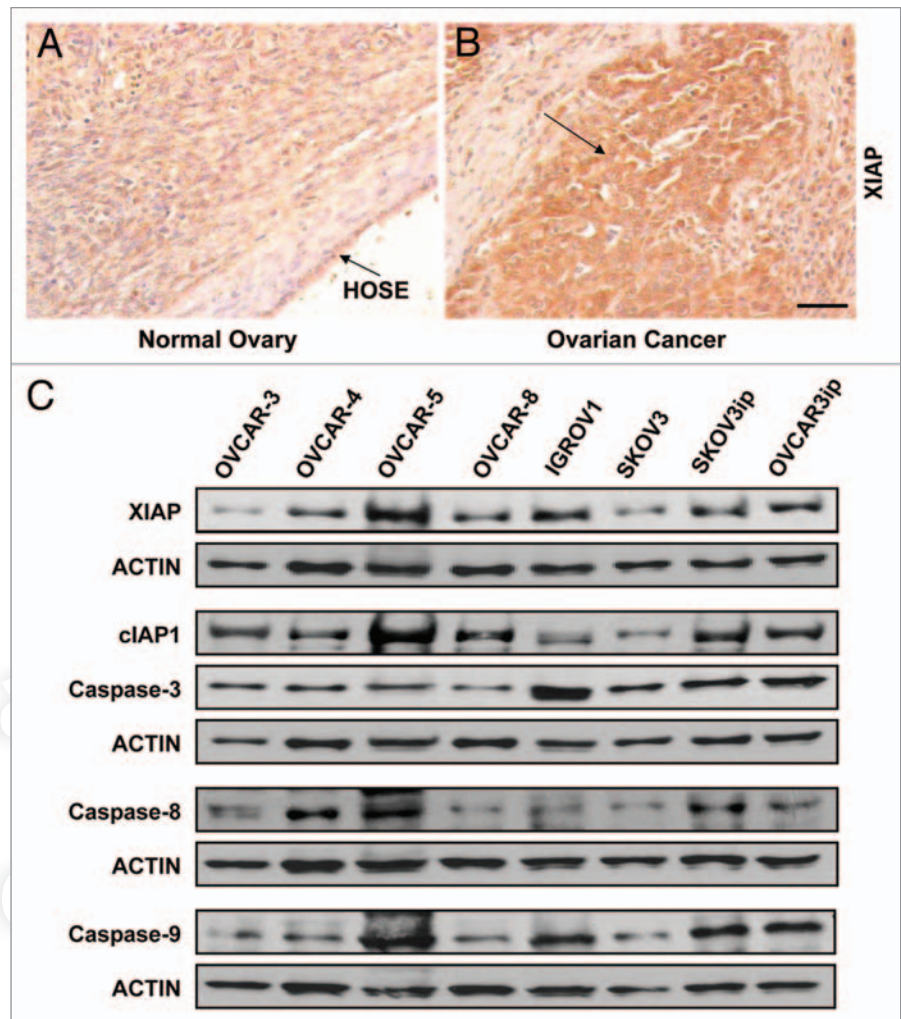 A
B
XIAP
HOSE
Normal Ovary
Ovarian Cancer
C
OVCAR-3
OVCAR-4
OVCAR-5
OVCAR-8
IGROV1
SKOV3
SKOV3ip
OVCAR3ip
XIAP
ACTIN
cIAP1
Caspase-3
ACTIN
Caspase-8
ACTIN
Caspase-9
ACTIN